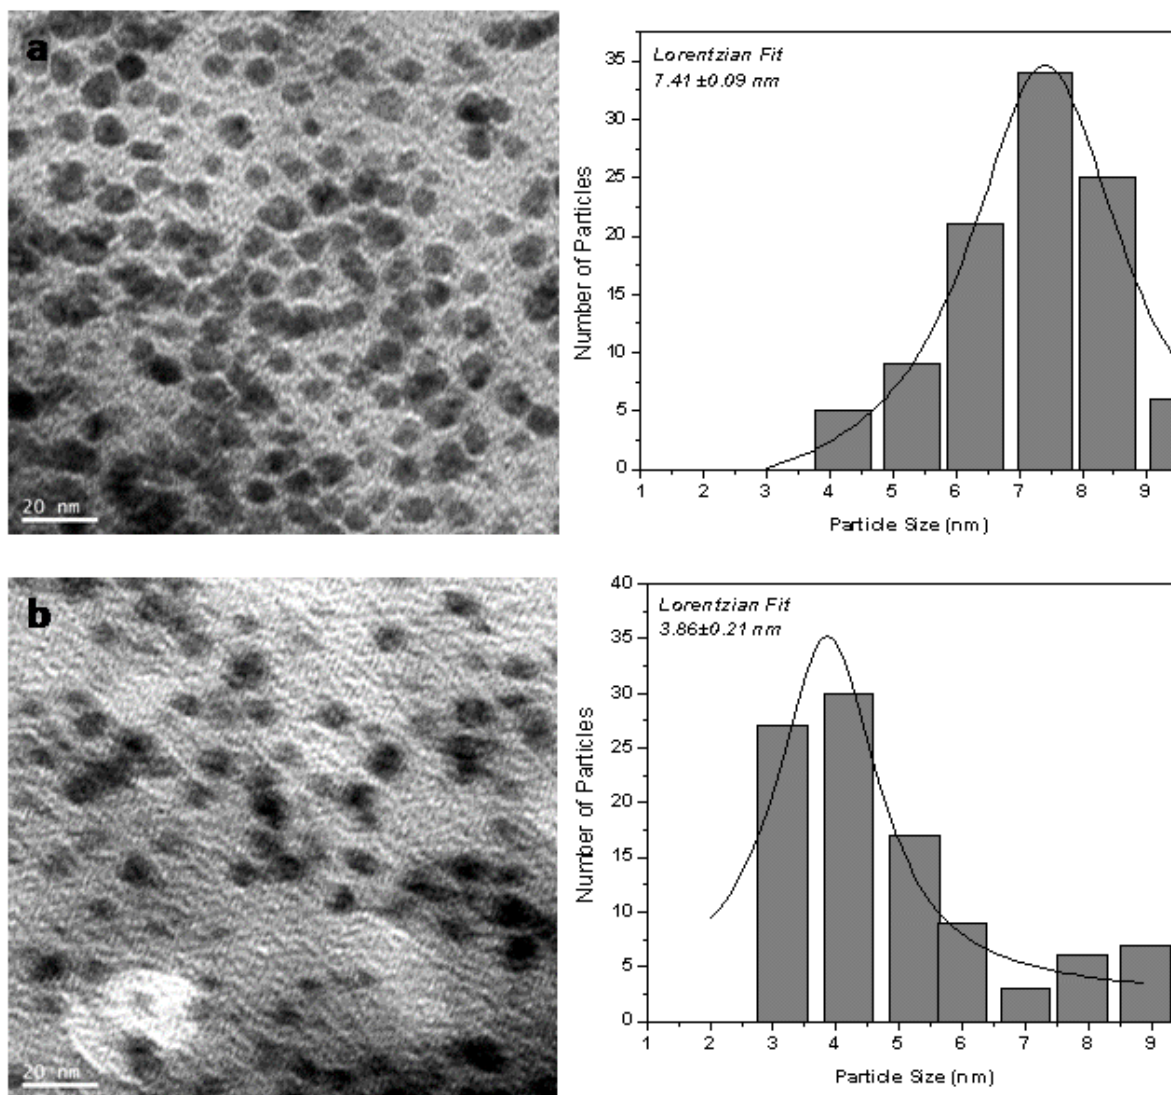 a
20 nm
Lorentzian Fit
7.41 ±0.09 nm
Number of Particles
35
30
25
20
15
10
5
0
1 2 3 4 5 6 7 8 9
Particle Size (nm)
b
20 nm
Lorentzian Fit
3.86±0.21 nm
Number of Particles
40
35
30
25
20
15
10
5
0
1 2 3 4 5 6 7 8 9
Particle Size (nm)